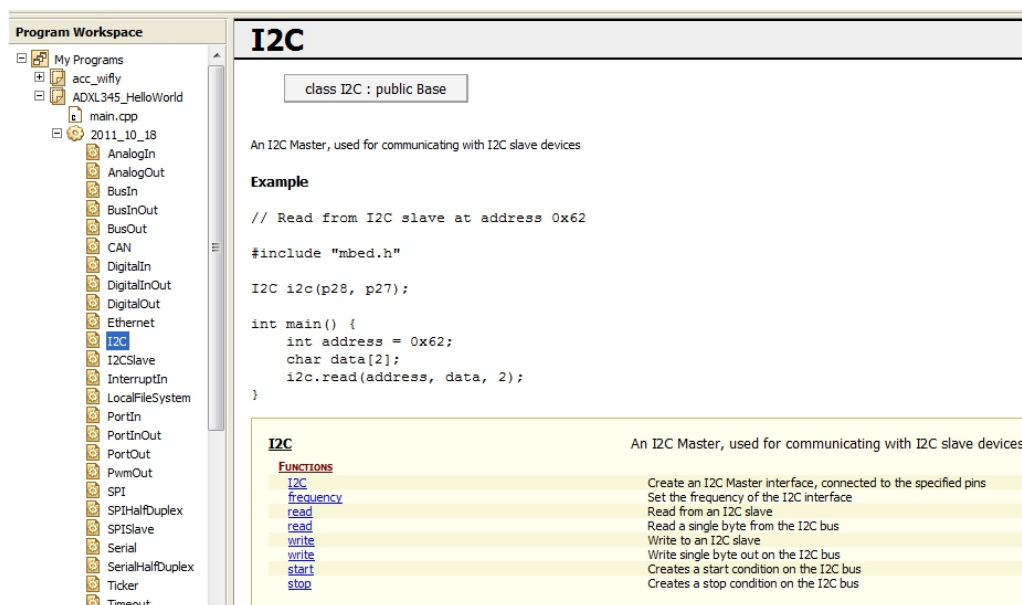 Program Workspace
My Programs
acc_wifly
ADXL345_HelloWorld
main.cpp
2011_10_18
AnalogIn
AnalogOut
BusIn
BusInOut
BusOut
CAN
DigitalIn
DigitalInOut
DigitalOut
Ethernet
I2C
I2CSlave
InterruptIn
LocalFileSystem
PortIn
PortInOut
PortOut
PwmOut
SPI
SPIHalfDuplex
SPISlave
Serial
SerialHalfDuplex
Ticker
Timeout
I2C
class I2C : public Base
An I2C Master, used for communicating with I2C slave devices
Example
// Read from I2C slave at address 0x62
#include "mbed.h"
I2C i2c(p28, p27);
int main() {
int address = 0x62;
char data[2];
i2c.read(address, data, 2);
}
I2C An I2C Master, used for communicating with I2C slave devices
FUNCTIONS
I2C Create an I2C Master interface, connected to the specified pins
frequency Set the frequency of the I2C interface
read Read from an I2C slave
read Read a single byte from the I2C bus
write Write to an I2C slave
write Write single byte out on the I2C bus
start Creates a start condition on the I2C bus
stop Creates a stop condition on the I2C bus